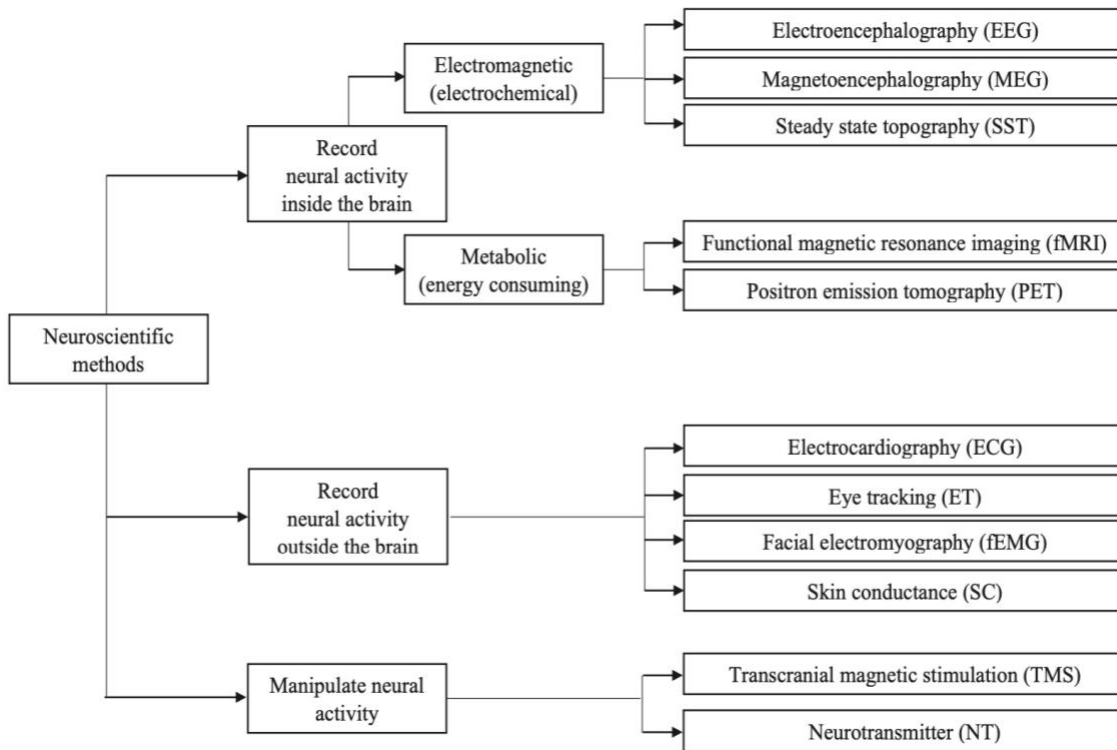 Electroencephalography (EEG)
Electromagnetic
(electrochemical)
Magnetoencephalography (MEG)
Steady state topography (SST)
Record
neural activity
inside the brain
Metabolic
(energy consuming)
Functional magnetic resonance imaging (fMRI)
Positron emission tomography (PET)
Neuroscientific
methods
Electrocardiography (ECG)
Record
neural activity
outside the brain
Eye tracking (ET)
Facial electromyography (fEMG)
Skin conductance (SC)
Manipulate neural
activity
Transcranial magnetic stimulation (TMS)
Neurotransmitter (NT)